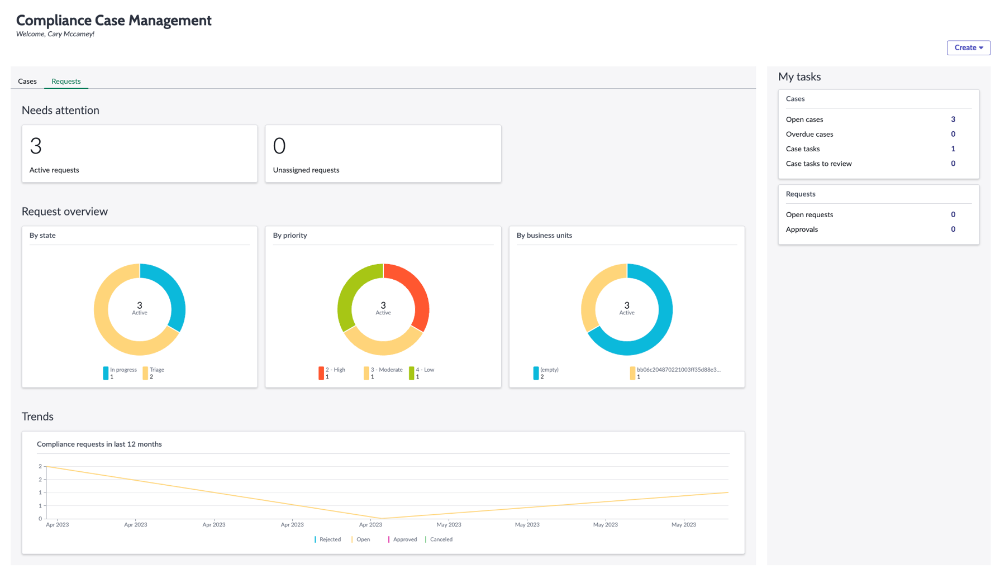 Compliance Case Management
Welcome, Cary Mccamey!
Create
Cases Requests
Needs attention
3
Active requests
0
Unassigned requests
Request overview
By state
3
Active
In progress
1
Triage
2
By priority
3
Active
2 - High
1
3 - Moderate
1
4 - Low
1
By business units
3
Active
(empty)
2
bb06c204870221003ff35d88e3...
1
Trends
Compliance requests in last 12 months
2
2
1
1
0
Apr 2023 Apr 2023 Apr 2023 Apr 2023 Apr 2023 May 2023 May 2023 May 2023 May 2023
Rejected Open Approved Canceled
My tasks
Cases
Open cases 3
Overdue cases 0
Case tasks 1
Case tasks to review 0
Requests
Open requests 0
Approvals 0